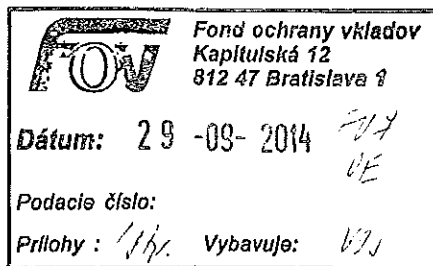 FOV
Fond ochrany vkladov
Kapitulská 12
812 47 Bratislava 1
Dátum: 29 -09- 2014
Podacie číslo:
Prílohy : Vybavuje: